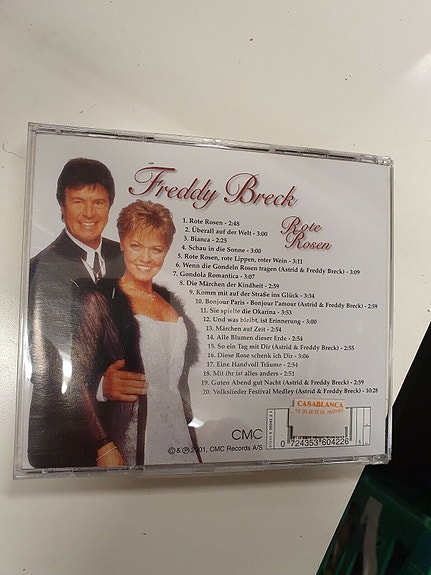 Freddy Breck
Rote
Rosen
1. Rote Rosen - 2:48
2. Überall auf der Welt - 3:00
3. Bianca - 2:25
4. Schau in die Sonne - 3:00
5. Rote Rosen, rote Lippen, roter Wein - 3:11
6. Wenn die Gondeln Rosen tragen (Astrid & Freddy Breck) - 3:09
7. Gondola Romantica - 3:07
8. Die Märchen der Kindheit - 2:59
9. Komm mit auf der Straße ins Glück - 3:34
10. Bonjour Paris - Bonjour l'amour (Astrid & Freddy Breck) - 2:59
11. Sie spielte die Okarina - 3:53
12. Und was bleibt, ist Erinnerung - 3:00
13. Märchen auf Zeit - 2:54
14. Alle Blumen dieser Erde - 2:54
15. So ein Tag mit Dir (Astrid & Freddy Breck) - 2:55
16. Diese Rose schenk ich Dir - 3:06
17. Eine Handvoll Träume - 2:54
18. Mit ihr ist alles anders - 2:51
19. Guten Abend gut Nacht (Astrid & Freddy Breck) - 2:59
20. Volkslieder Festival Medley (Astrid & Freddy Breck) - 10:28
CASABLANCA
CMC
© & ℗ 2001, CMC Records A/S
0 724353 604226